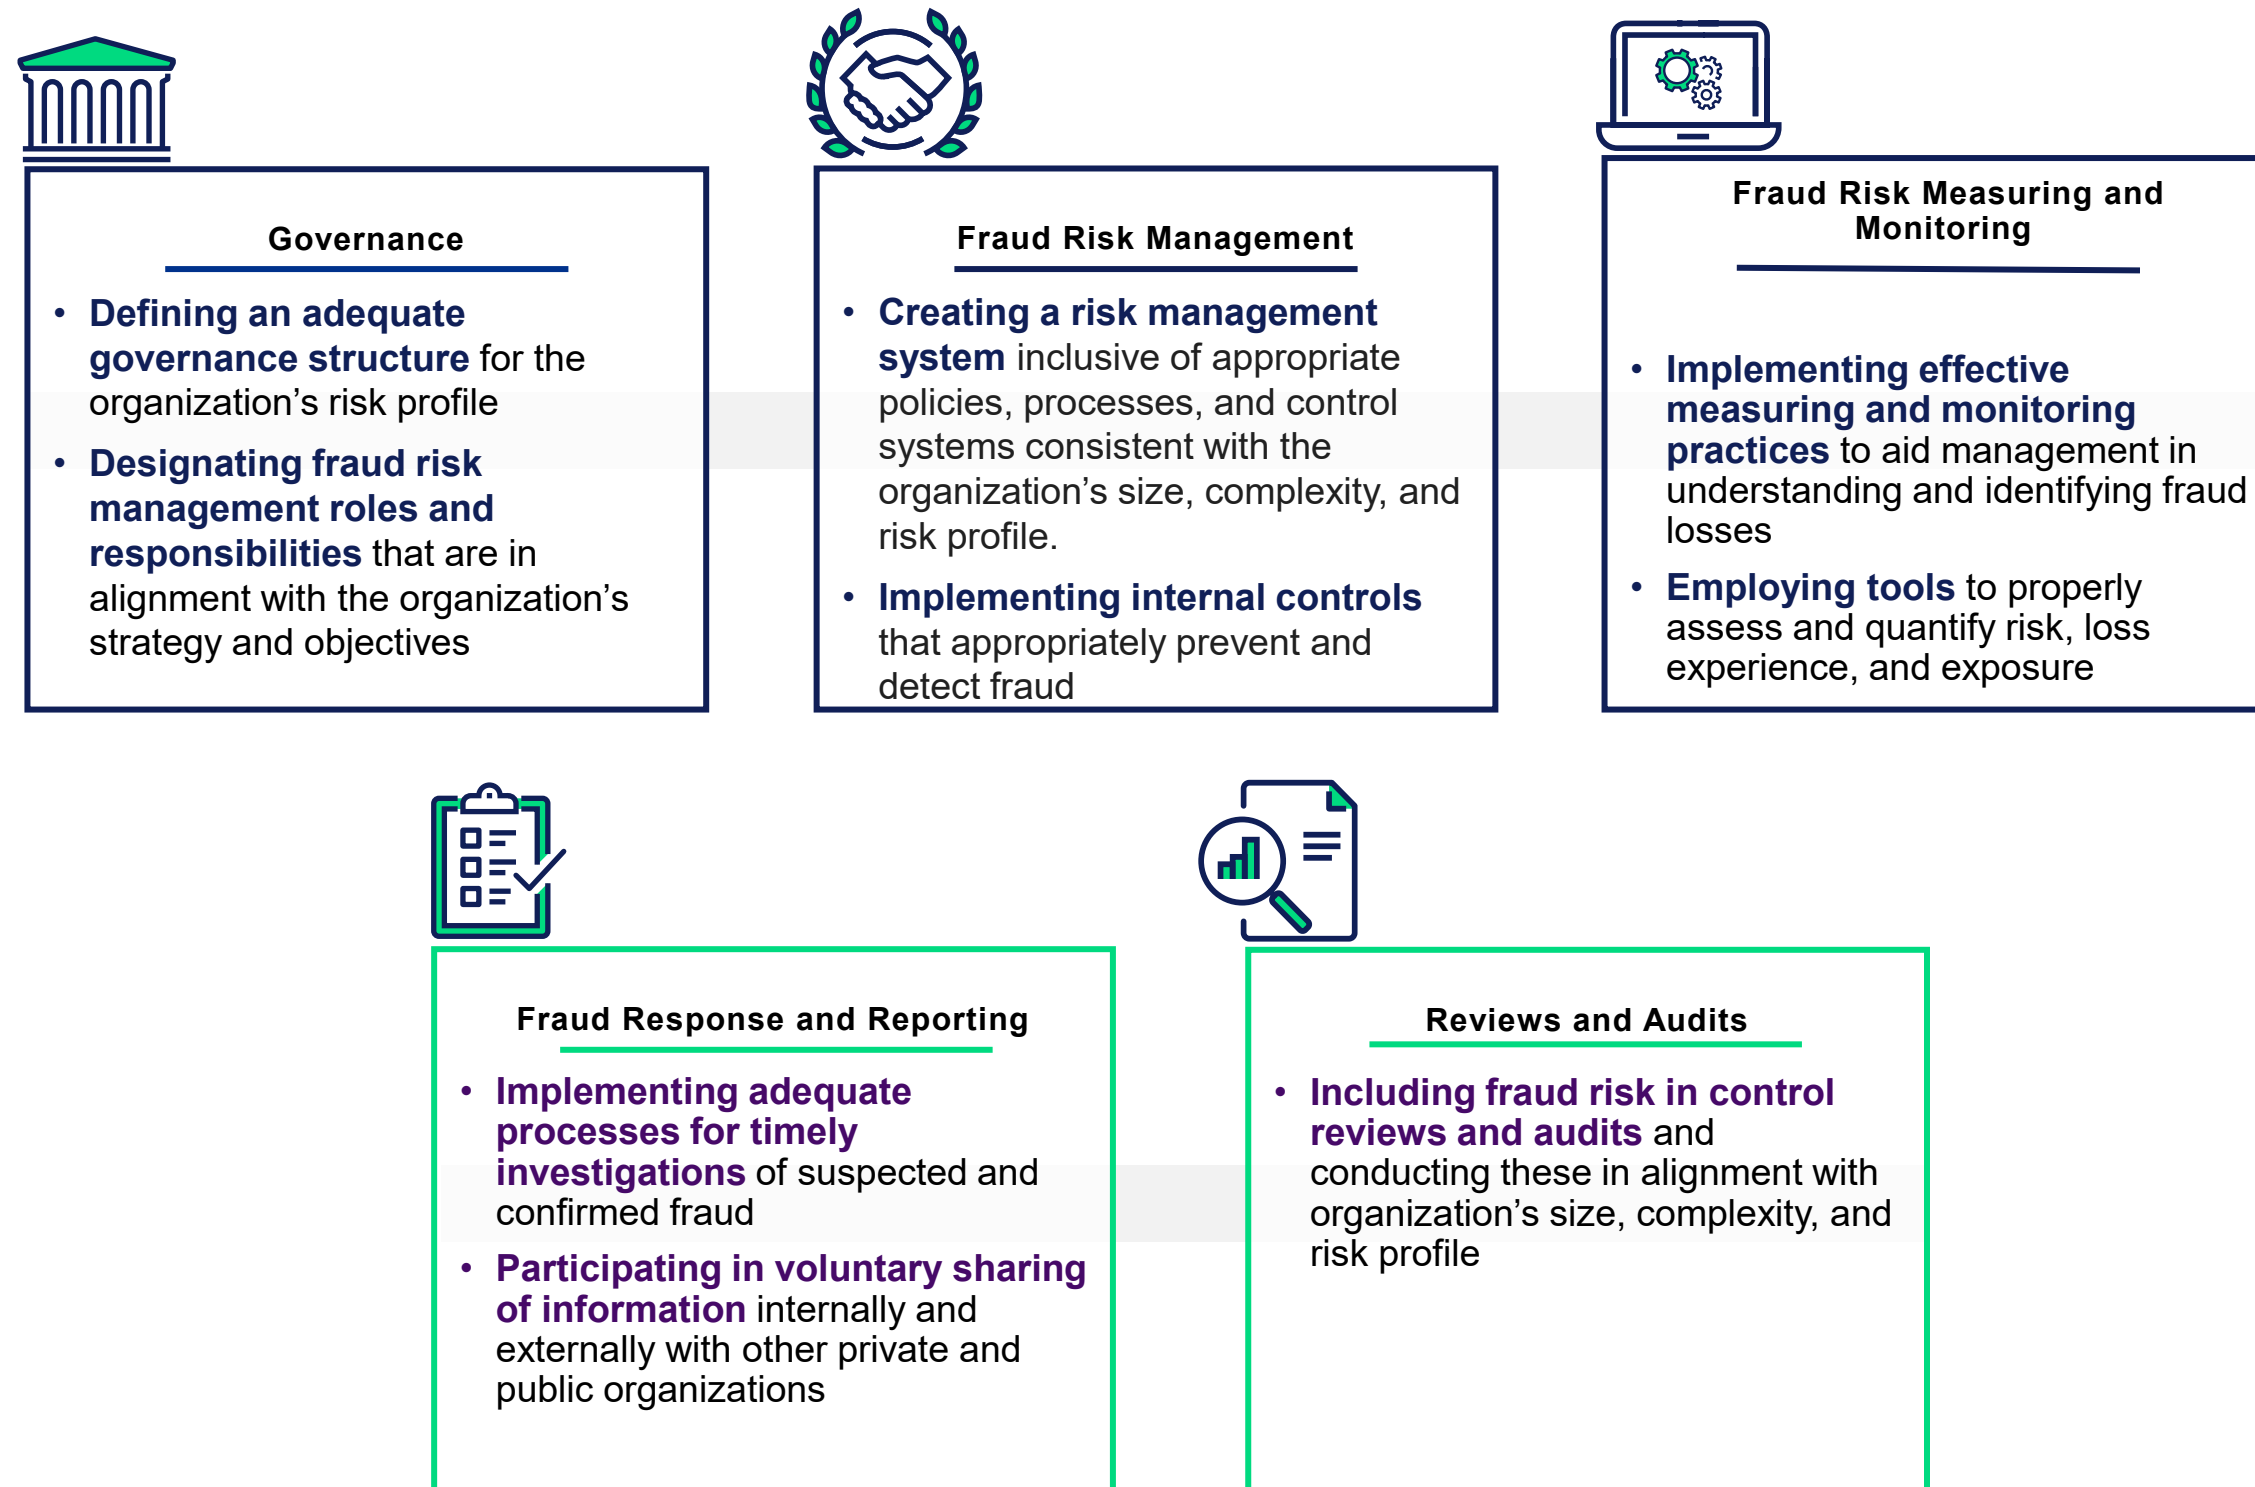 Governance
• Defining an adequate
governance structure for the
organization’s risk profile
• Designating fraud risk
management roles and
responsibilities that are in
alignment with the organization’s
strategy and objectives
Fraud Risk Management
• Creating a risk management
system inclusive of appropriate
policies, processes, and control
systems consistent with the
organization’s size, complexity, and
risk profile.
• Implementing internal controls
that appropriately prevent and
detect fraud
Fraud Risk Measuring and
Monitoring
• Implementing effective
measuring and monitoring
practices to aid management in
understanding and identifying fraud
losses
• Employing tools to properly
assess and quantify risk, loss
experience, and exposure
Fraud Response and Reporting
• Implementing adequate
processes for timely
investigations of suspected and
confirmed fraud
• Participating in voluntary sharing
of information internally and
externally with other private and
public organizations
Reviews and Audits
• Including fraud risk in control
reviews and audits and
conducting these in alignment with
organization’s size, complexity, and
risk profile